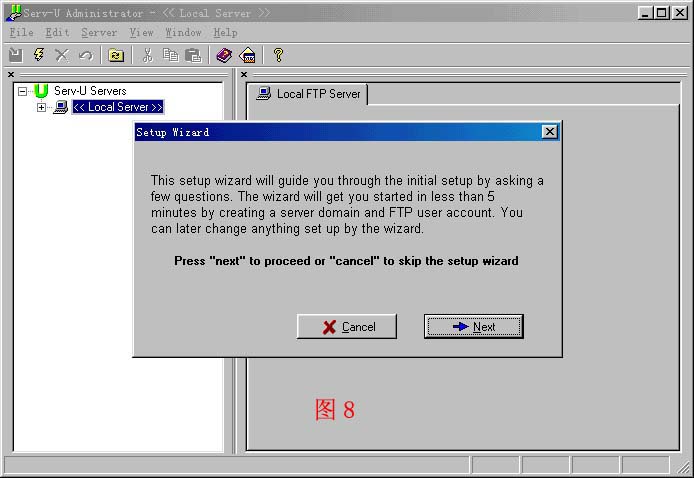 Serv-U Administrator - << Local Server >>
File Edit Server View Window Help
Serv-U Servers
<< Local Server >>
Local FTP Server
Setup Wizard
This setup wizard will guide you through the initial setup by asking a
few questions. The wizard will get you started in less than 5
minutes by creating a server domain and FTP user account. You
can later change anything set up by the wizard.
Press "next" to proceed or "cancel" to skip the setup wizard
Cancel
Next
图 8